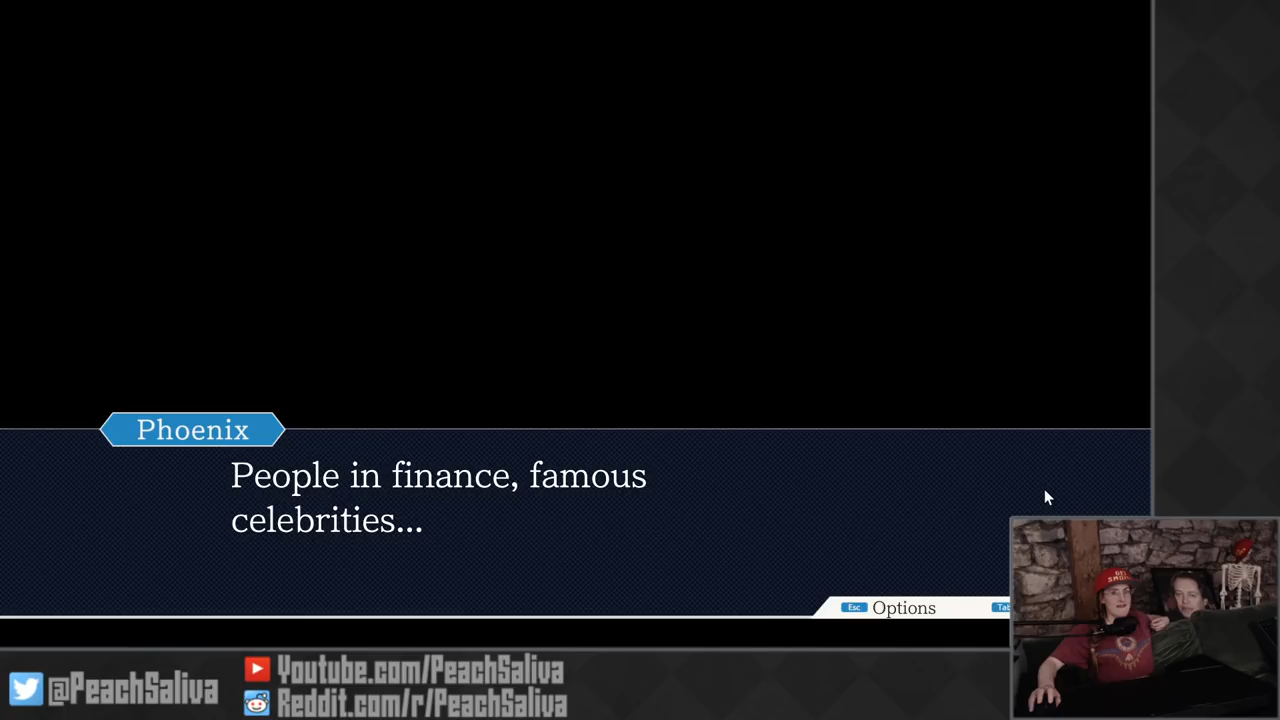 Phoenix
People in finance, famous
celebrities...
Esc Options
@PeachSaliva
Youtube.com/PeachSaliva
Reddit.com/r/PeachSaliva